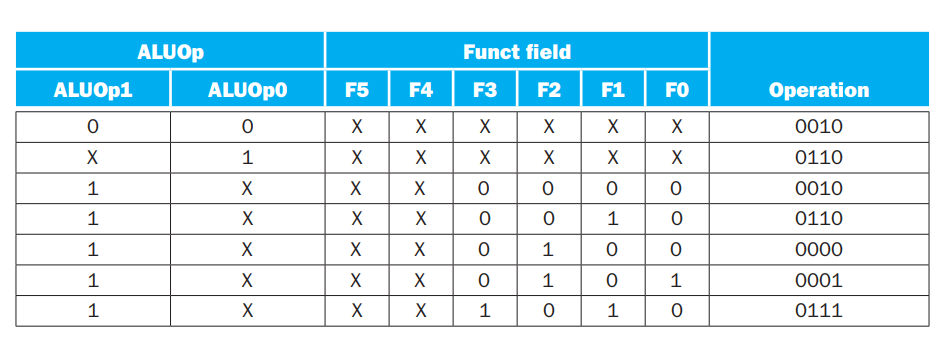 ALUOp Funct field Operation
ALUOp1 ALUOp0 F5 F4 F3 F2 F1 F0
0 0 X X X X X X 0010
X 1 X X X X X X 0110
1 X X X 0 0 0 0 0010
1 X X X 0 0 1 0 0110
1 X X X 0 1 0 0 0000
1 X X X 0 1 0 1 0001
1 X X X 1 0 1 0 0111